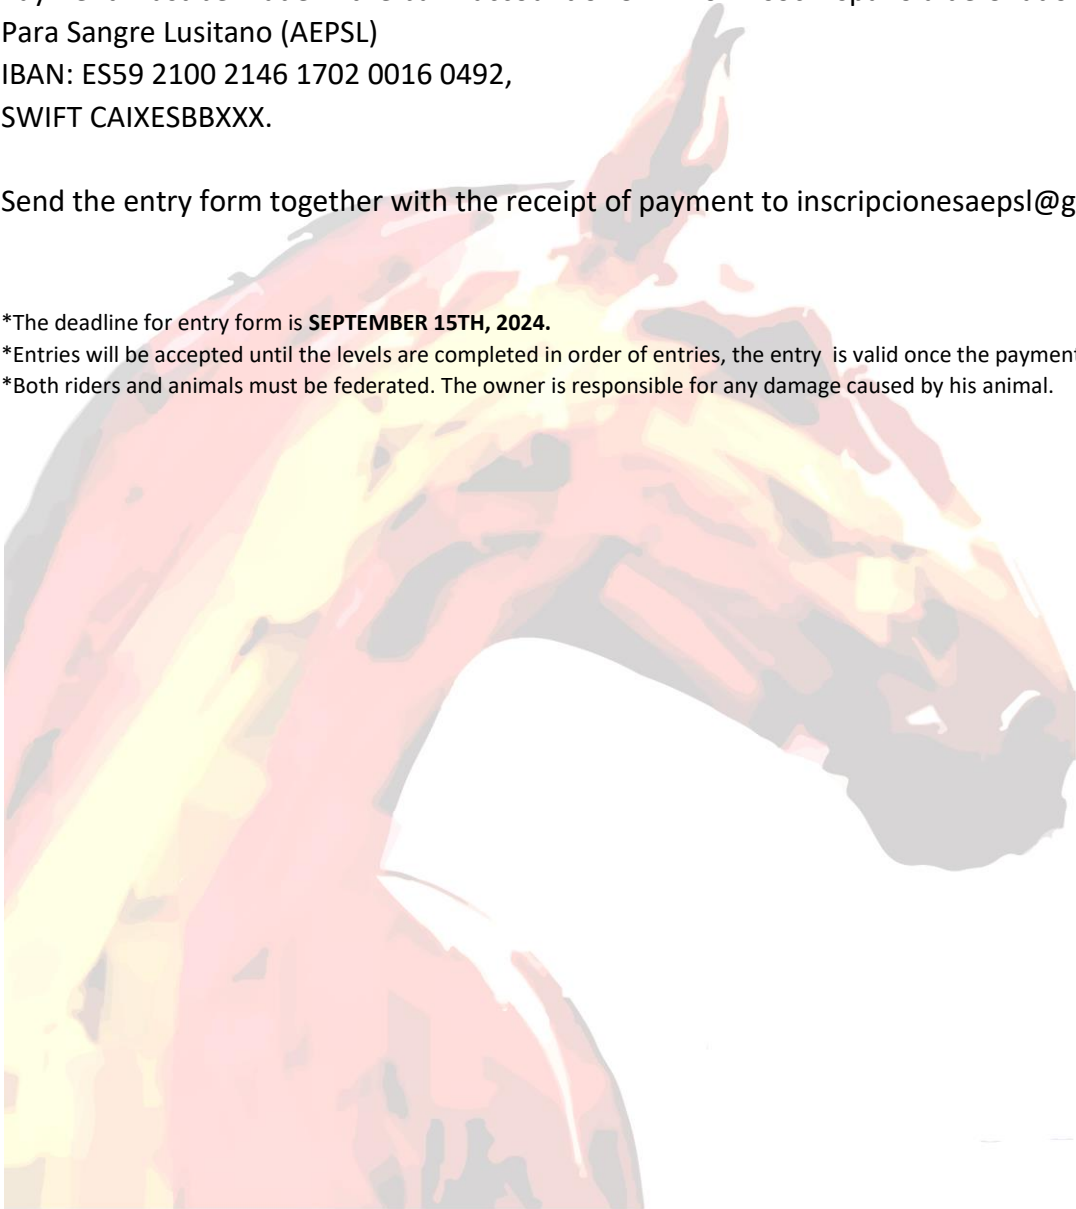 Para Sangre Lusitano (AEPSL)
IBAN: ES59 2100 2146 1702 0016 0492,
SWIFT CAIXESBBXXX.
Send the entry form together with the receipt of payment to inscripcionesaepsl@g
*The deadline for entry form is SEPTEMBER 15TH, 2024.
*Entries will be accepted until the levels are completed in order of entries, the entry  is valid once the payment
*Both riders and animals must be federated. The owner is responsible for any damage caused by his animal.